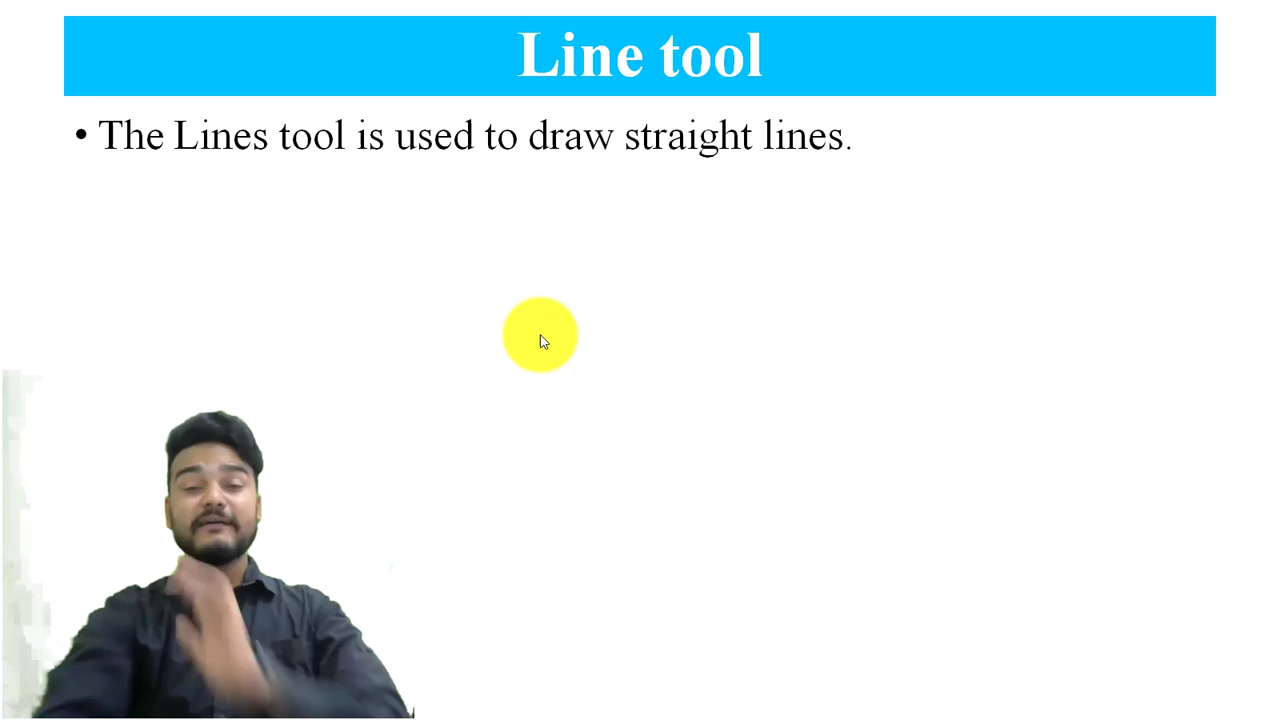 Line tool
• The Lines tool is used to draw straight lines.